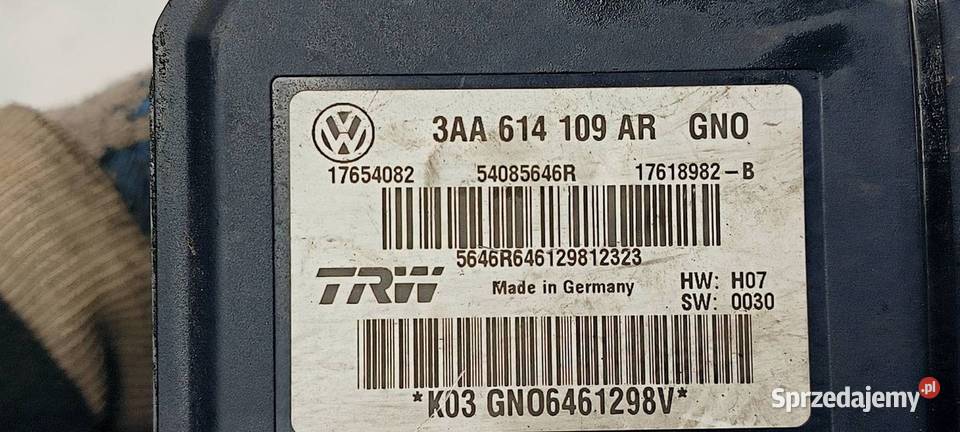 3AA 614 109 AR GNO
17654082 54085646R 17618982-B
5646R646129812323
TRW Made in Germany HW: H07
SW: 0030
*K03 GNO6461298V*
Sprzedajemy.pl